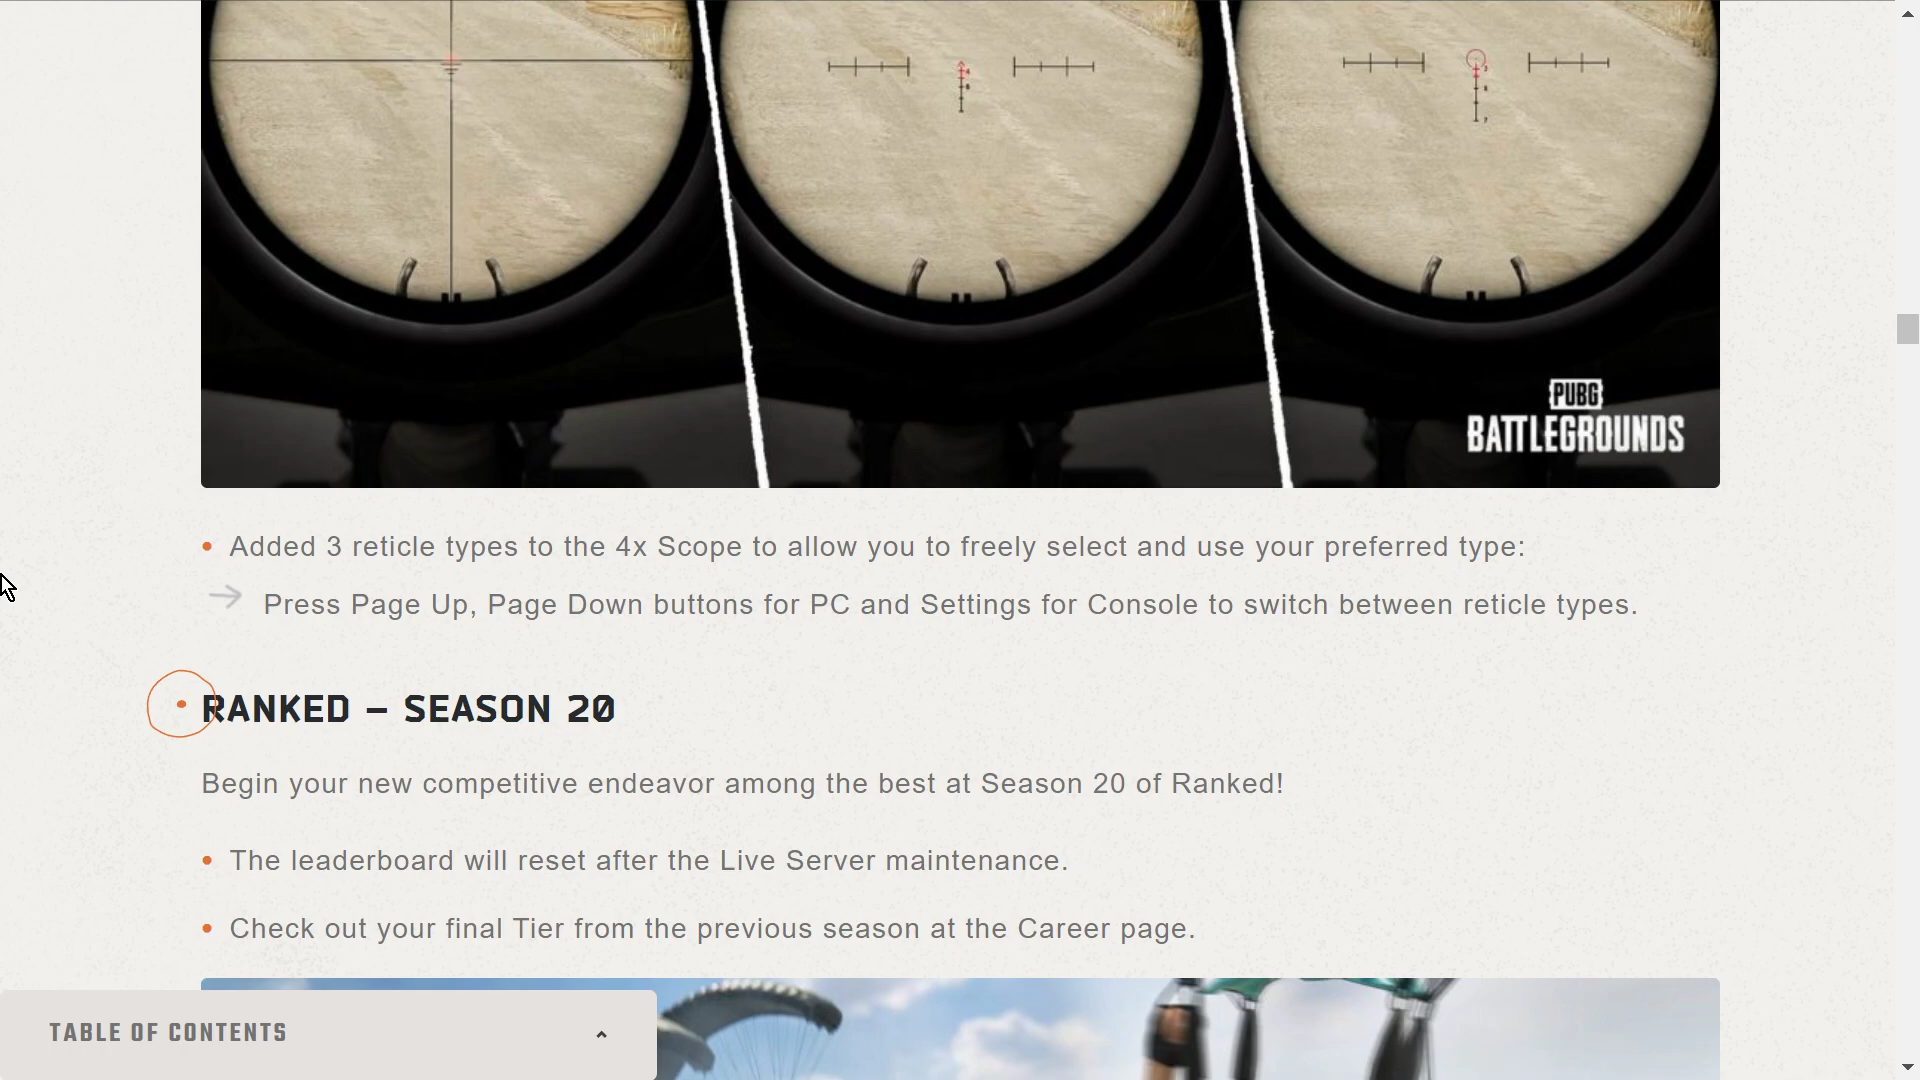 PUBG
BATTLEGROUNDS
Added 3 reticle types to the 4x Scope to allow you to freely select and use your preferred type:
Press Page Up, Page Down buttons for PC and Settings for Console to switch between reticle types.
RANKED – SEASON 20
Begin your new competitive endeavor among the best at Season 20 of Ranked!
The leaderboard will reset after the Live Server maintenance.
Check out your final Tier from the previous season at the Career page.
TABLE OF CONTENTS